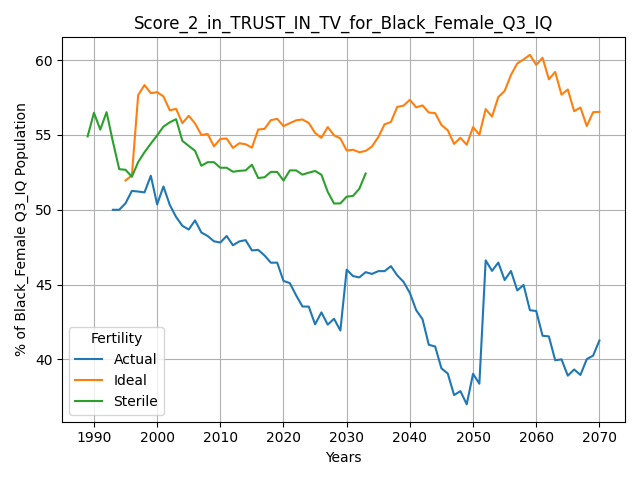 Score_2_in_TRUST_IN_TV_for_Black_Female_Q3_IQ
% of Black_Female Q3_IQ Population
60
55
50
45
40
Fertility
Actual
Ideal
Sterile
1990 2000 2010 2020 2030 2040 2050 2060 2070
Years